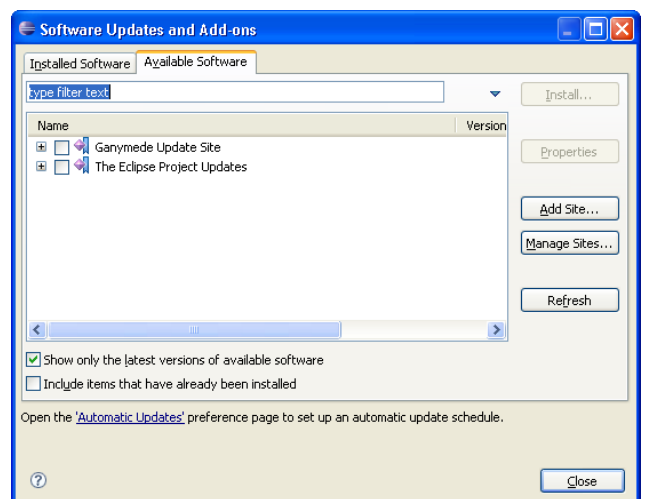 Software Updates and Add-ons
Installed Software
Available Software
type filter text
Install...
Name
Version
Ganymede Update Site
Properties
The Eclipse Project Updates
Add Site...
Manage Sites...
Refresh
Show only the latest versions of available software
Include items that have already been installed
Open the 'Automatic Updates' preference page to set up an automatic update schedule.
?
Close